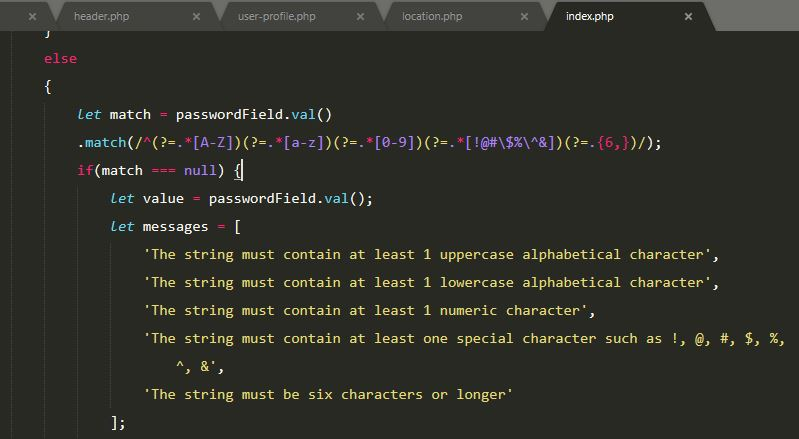 × header.php × user-profile.php × location.php × index.php ×
}
else
{
let match = passwordField.val()
.match(/^(?=.*[A-Z])(?=.*[a-z])(?=.*[0-9])(?=.*[!@#\$%\^&])(?=.{6,})/);
if(match === null) {
let value = passwordField.val();
let messages = [
'The string must contain at least 1 uppercase alphabetical character',
'The string must contain at least 1 lowercase alphabetical character',
'The string must contain at least 1 numeric character',
'The string must contain at least one special character such as !, @, #, $, %,
^, &',
'The string must be six characters or longer'
];